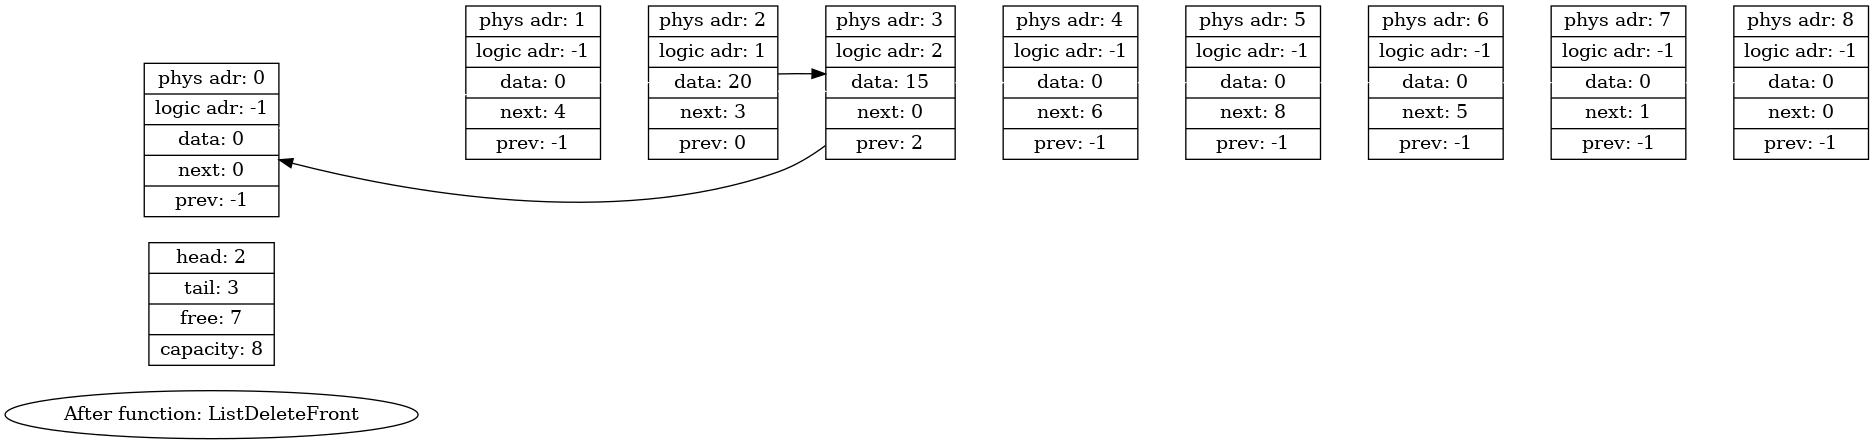 phys adr: 0
logic adr: -1
data: 0
next: 0
prev: -1
phys adr: 1
logic adr: -1
data: 0
next: 4
prev: -1
phys adr: 2
logic adr: 1
data: 20
next: 3
prev: 0
phys adr: 3
logic adr: 2
data: 15
next: 0
prev: 2
phys adr: 4
logic adr: -1
data: 0
next: 6
prev: -1
phys adr: 5
logic adr: -1
data: 0
next: 8
prev: -1
phys adr: 6
logic adr: -1
data: 0
next: 5
prev: -1
phys adr: 7
logic adr: -1
data: 0
next: 1
prev: -1
phys adr: 8
logic adr: -1
data: 0
next: 0
prev: -1
head: 2
tail: 3
free: 7
capacity: 8
After function: ListDeleteFront